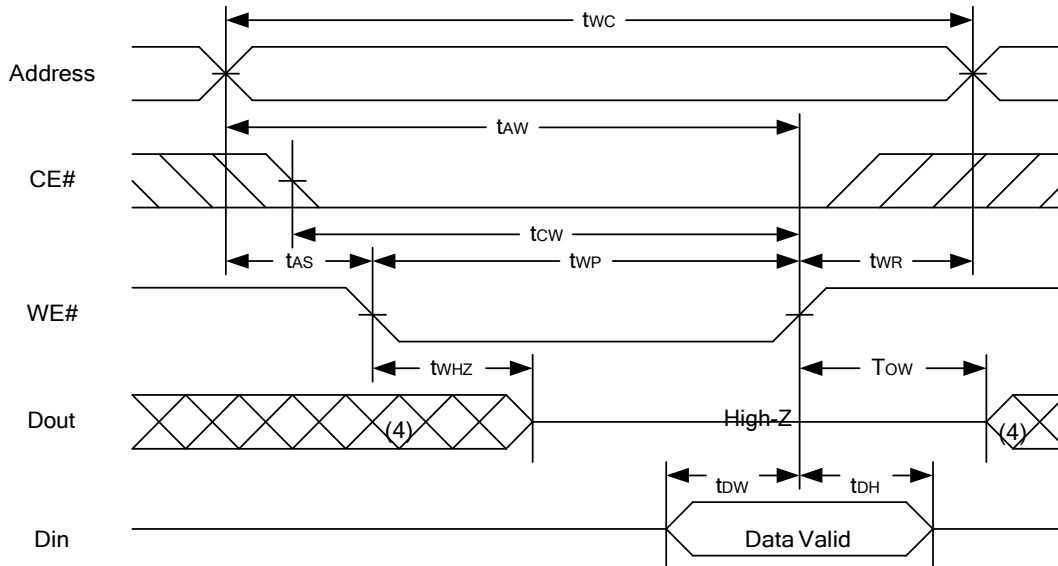 tWC
Address
tAW
CE#
tCW
tAS
tWP
tWR
WE#
tWHZ
TOW
Dout
(4)
High-Z
(4)
tDW
tDH
Din
Data Valid